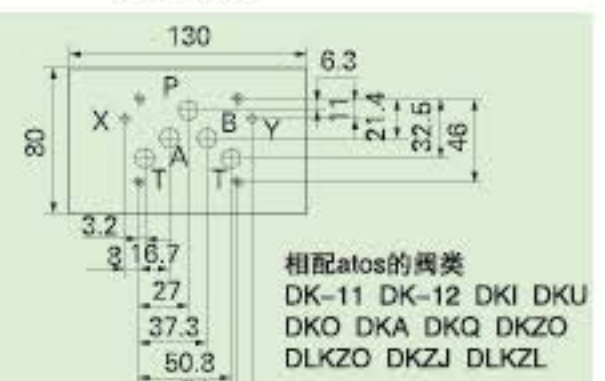 130
6.3
P
X
B
Y
A
T
T
80
11
21.4
32.5
46
3.2
8
16.7
27
37.3
50.8
相配atos的阀类
DK-11 DK-12 DKI DKU
DKO DKA DKQ DKZO
DLKZO DKZJ DLKZL